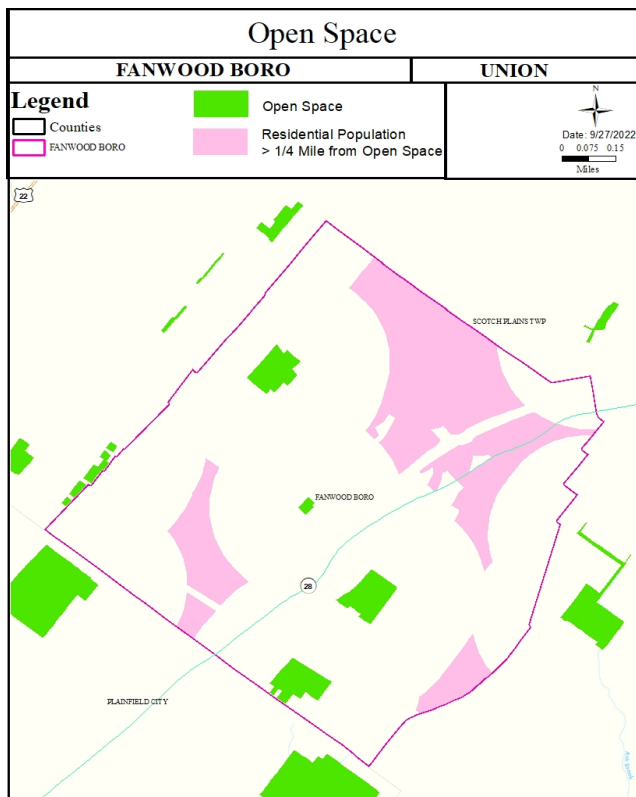 Open Space
FANWOOD BORO
UNION
Legend
Counties
FANWOOD BORO
Open Space
Residential Population
> 1/4 Mile from Open Space
N
Date: 9/27/2022
0 0.075 0.15
Miles
22
SCOTCH PLAINS TWP
FANWOOD BORO
28
PLAINFIELD CITY
Ash Brook